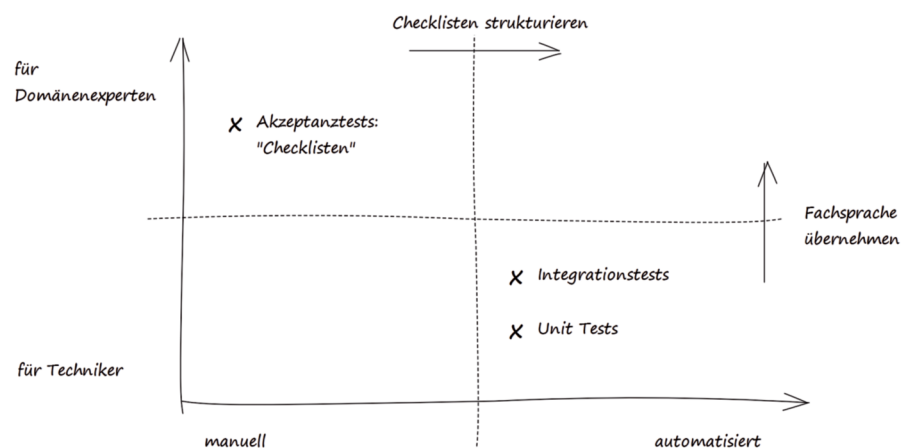 Checklisten strukturieren
für
Domänenexperten
Akzeptanztests:
"Checklisten"
Fachsprache
übernehmen
Integrationstests
Unit Tests
für Techniker
manuell
automatisiert